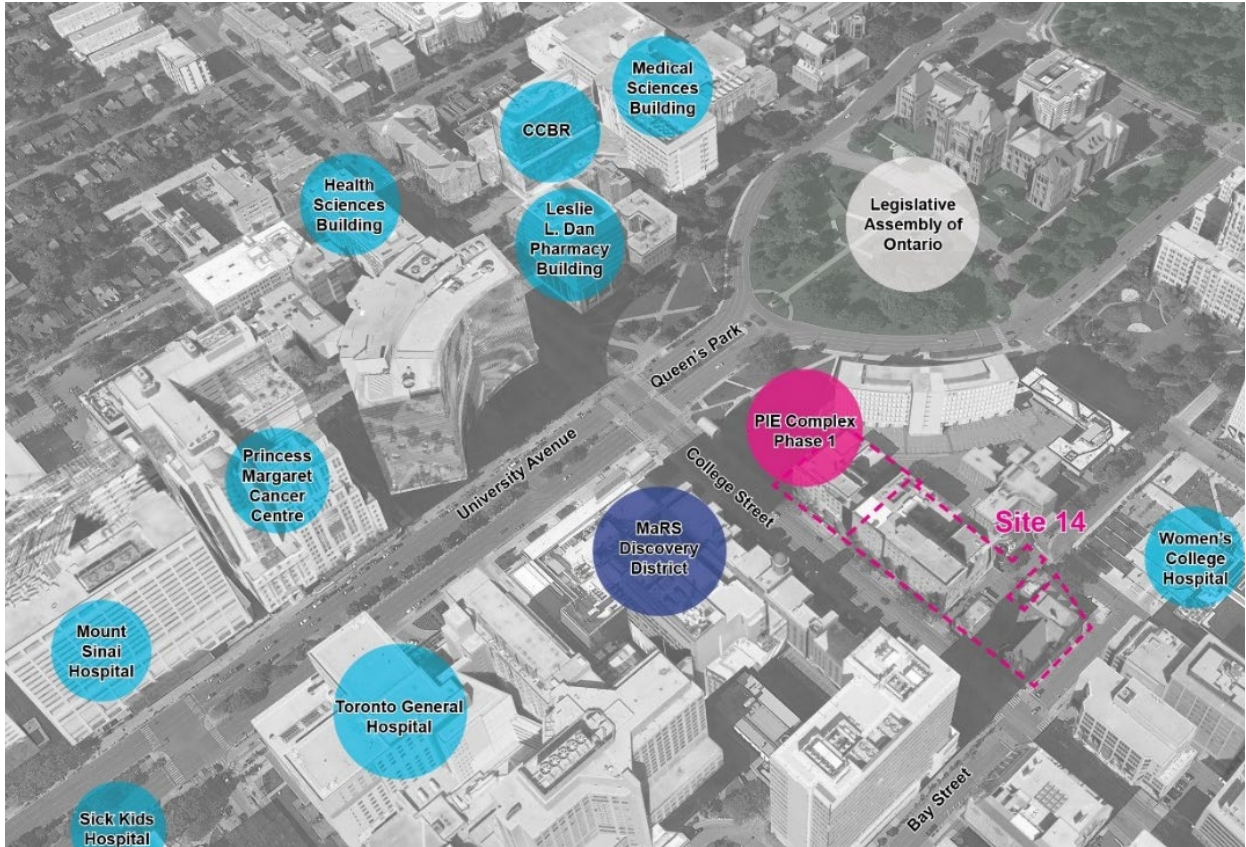 Medical
Sciences
Building
CCBR
Health
Sciences
Building
Leslie
L. Dan
Pharmacy
Building
Legislative
Assembly of
Ontario
Queen's Park
PIE Complex
Phase 1
University Avenue
College Street
Princess
Margaret
Cancer
Centre
MaRS
Discovery
District
Site 14
Women's
College
Hospital
Mount
Sinai
Hospital
Toronto General
Hospital
Bay Street
Sick Kids
Hospital